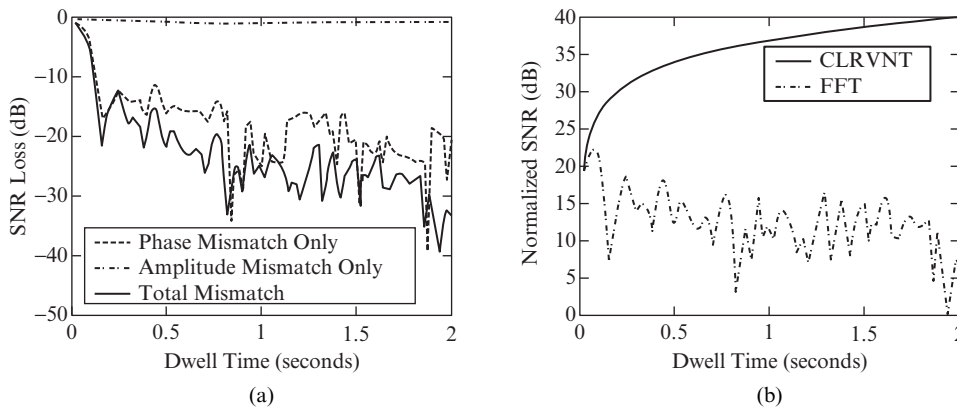 0
−10
−20
−30
−40
−50
SNR Loss (dB)
Phase Mismatch Only
Amplitude Mismatch Only
Total Mismatch
0 0.5 1 1.5 2
Dwell Time (seconds)
(a)
40
35
30
25
20
15
10
5
0
Normalized SNR (dB)
CLRVNT
FFT
0 0.5 1 1.5 2
Dwell Time (seconds)
(b)